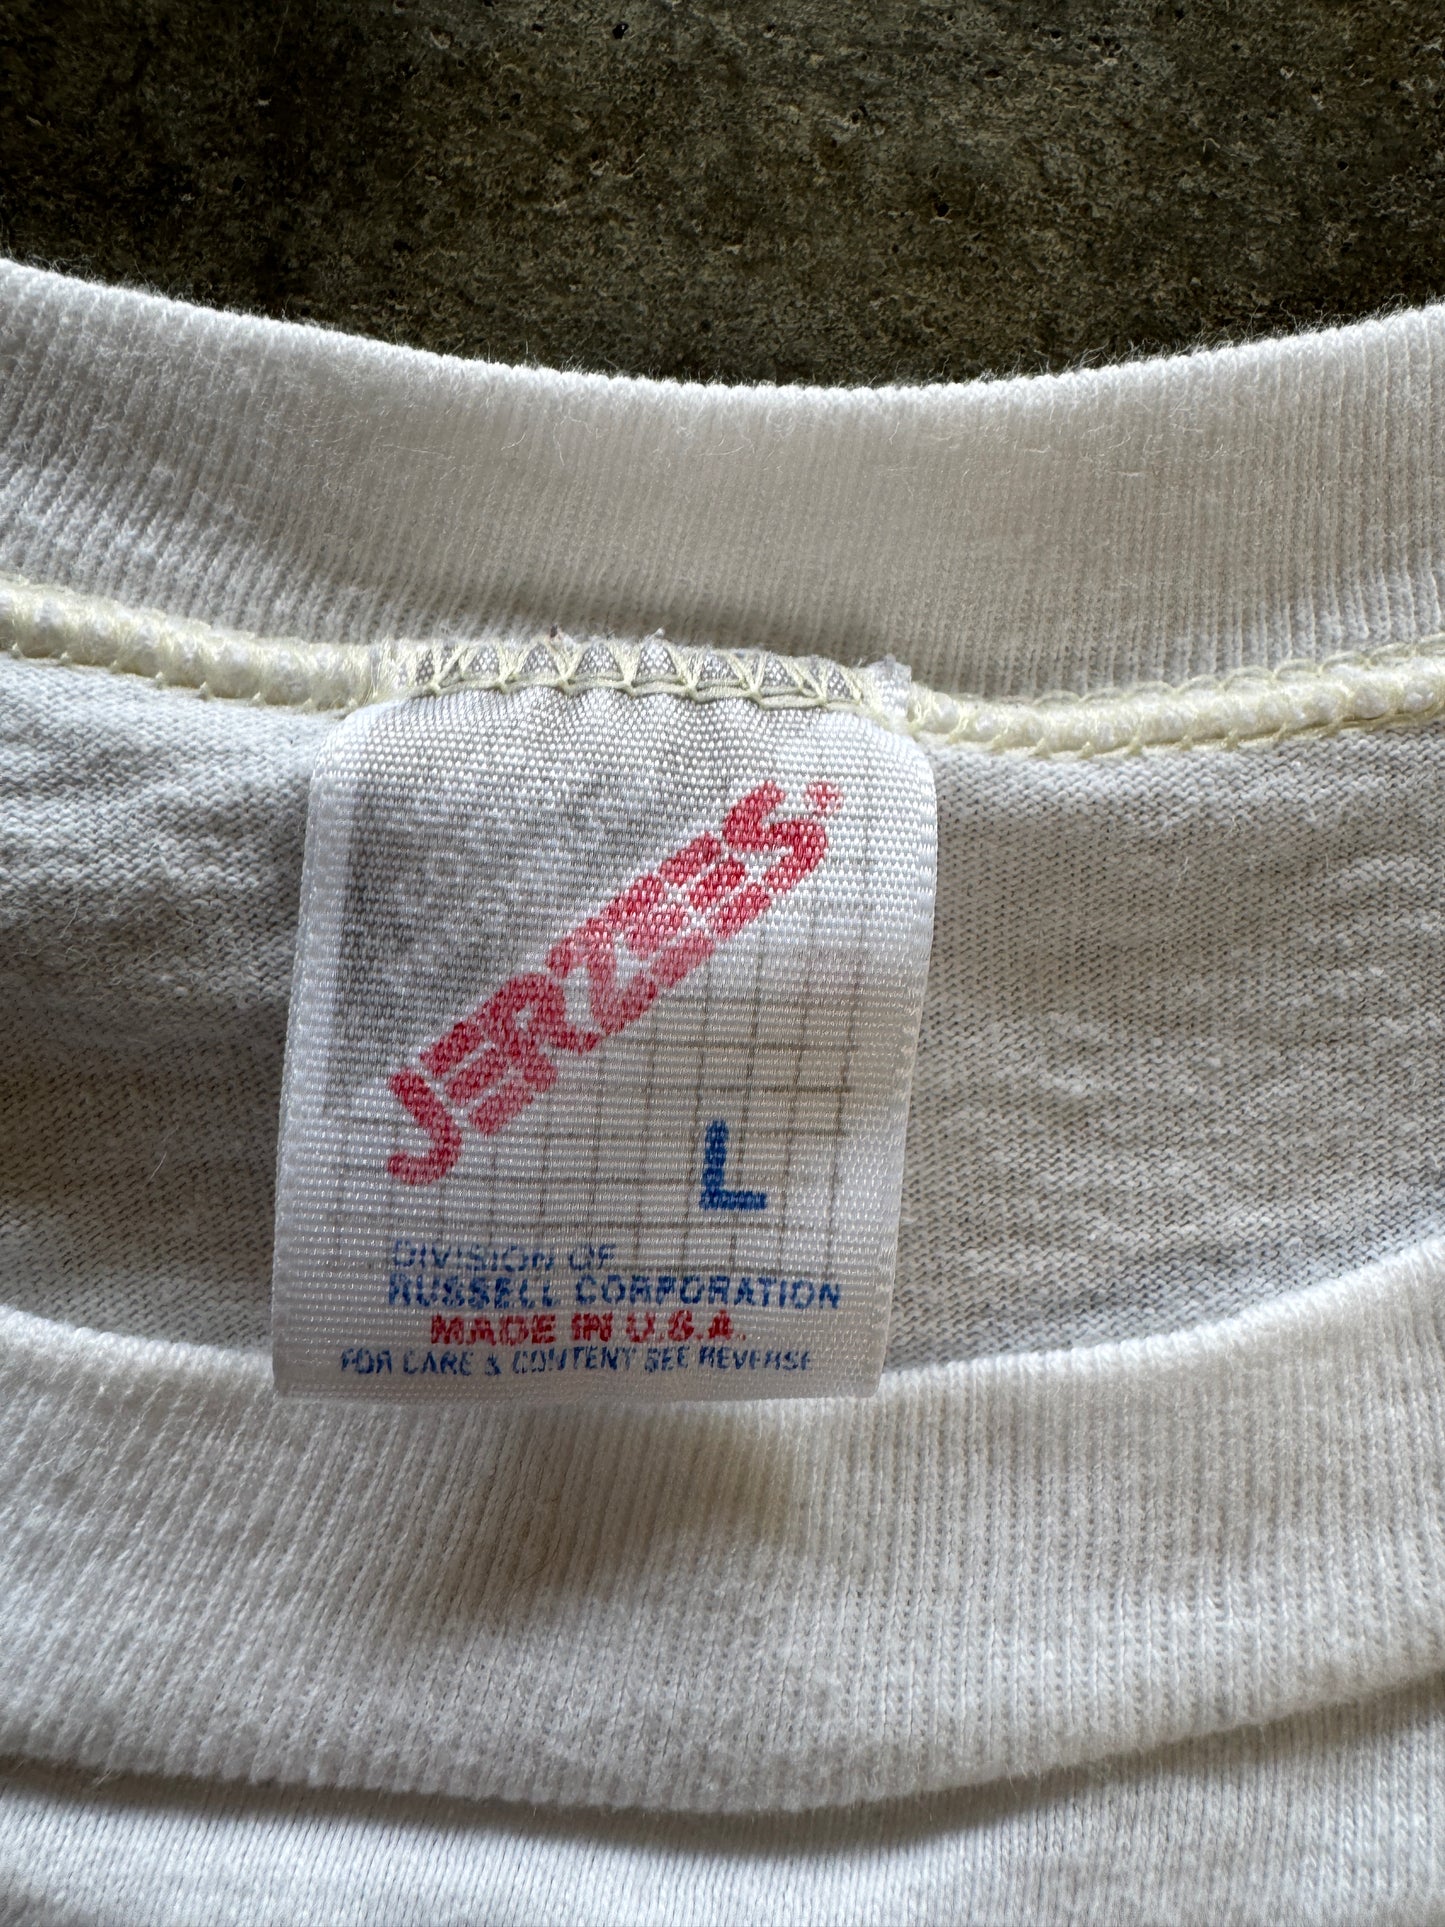 JERZEES®
L
DIVISION OF
RUSSELL CORPORATION
MADE IN U.S.A.
FOR CARE & CONTENT SEE REVERSE